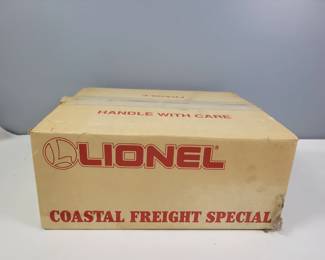 HANDLE WITH CARE
L LIONEL®
COASTAL FREIGHT SPECIAL